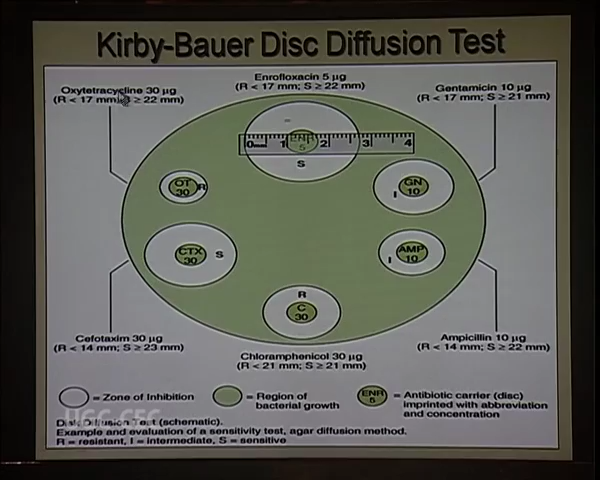 Kirby-Bauer Disc Diffusion Test
Oxytetracycline 30 µg
(R < 17 mm; S ≥ 22 mm)
Enrofloxacin 5 µg
(R < 17 mm; S ≥ 22 mm)
Gentamicin 10 µg
(R < 17 mm; S ≥ 21 mm)
0mm 1 2 3 4
ENR
5
S
OT
30
R
GN
10
I
CTX
30
S
AMP
10
I
R
C
30
Cefotaxim 30 µg
(R < 14 mm; S ≥ 23 mm)
Ampicillin 10 µg
(R < 14 mm; S ≥ 22 mm)
Chloramphenicol 30 µg
(R < 21 mm; S ≥ 21 mm)
= Zone of Inhibition
= Region of
bacterial growth
ENR
5
= Antibiotic carrier (disc)
imprinted with abbreviation
and concentration
UGC-CEC
Disk Diffusion Test (schematic).
Example and evaluation of a sensitivity test, agar diffusion method.
R = resistant, I = intermediate, S = sensitive